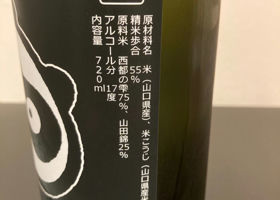 原材料名　米（山口県産）、米こうじ（山口県産米
精米歩合　55%
原料米　西都の雫75%、山田錦25%
アルコール分　17度
内容量　720ml